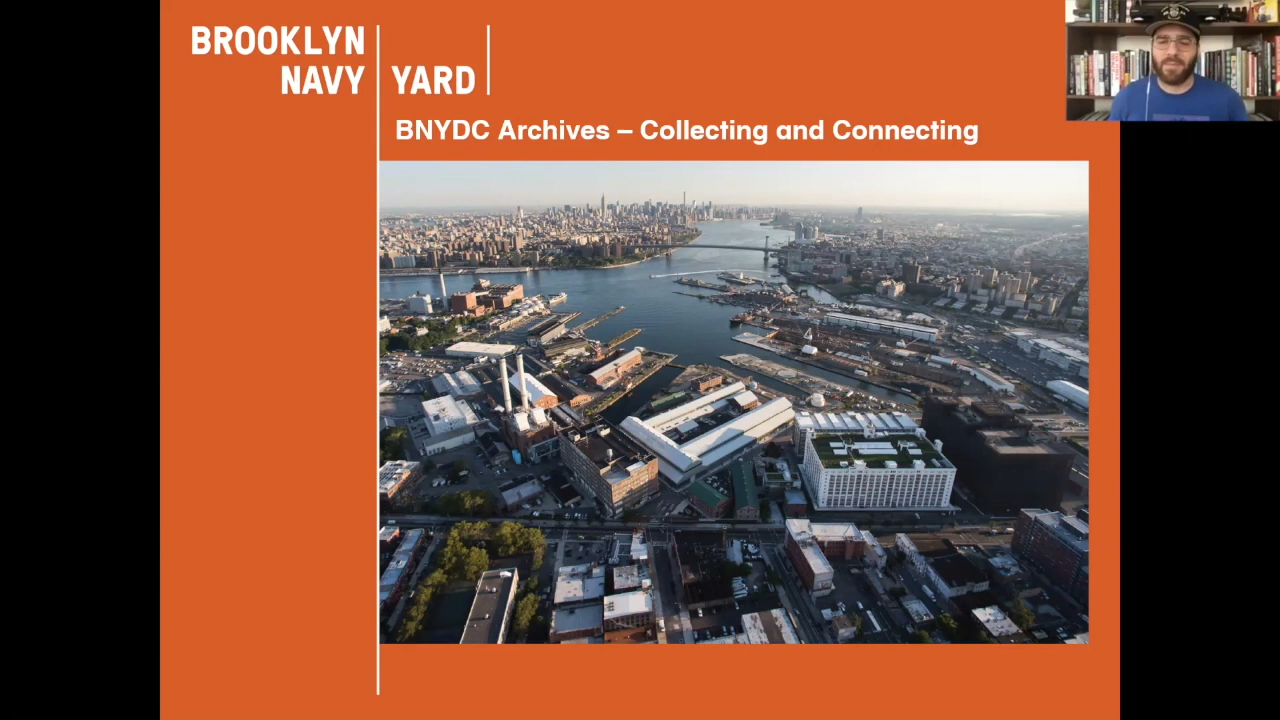 BROOKLYN
NAVY YARD
BNYDC Archives – Collecting and Connecting